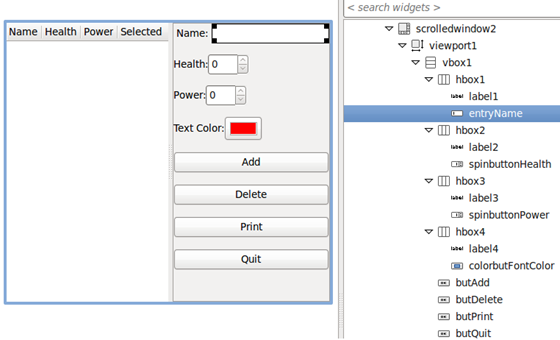 Name Health Power Selected
Name:
Health: 0
Power: 0
Text Color:
Add
Delete
Print
Quit
< search widgets >
scrolledwindow2
viewport1
vbox1
hbox1
label label1
entryName
hbox2
label label2
spinbuttonHealth
hbox3
label label3
spinbuttonPower
hbox4
label label4
colorbutFontColor
butAdd
butDelete
butPrint
butQuit